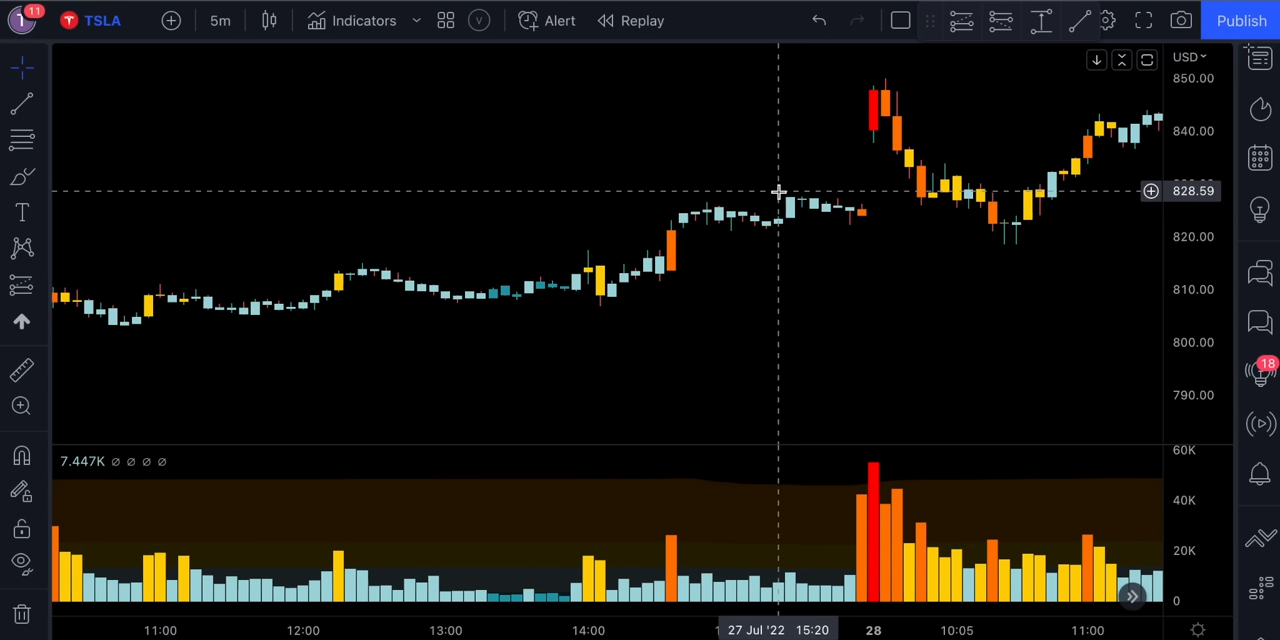 11 TSLA 5m Indicators V Alert Replay Publish
USD
850.00
840.00
828.59
820.00
810.00
800.00
790.00
18
7.447K ∅ ∅ ∅ ∅
60K
40K
20K
0
11:00 12:00 13:00 14:00 27 Jul '22 15:20 28 10:05 11:00